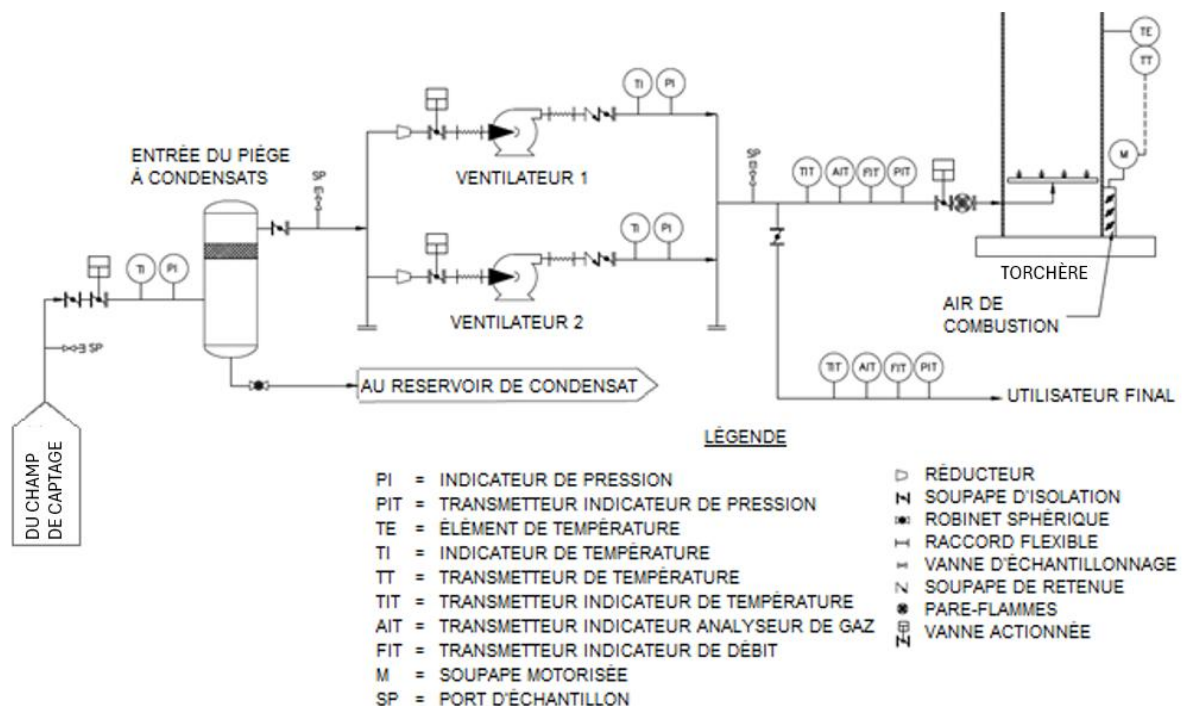 TE
TT
M
TI PI
ENTRÉE DU PIÈGE
À CONDENSATS
SP
VENTILATEUR 1
SP
TIT AIT FIT PIT
TI PI
TI PI
VENTILATEUR 2
TORCHÈRE
AIR DE
COMBUSTION
SP
AU RESERVOIR DE CONDENSAT
TIT AIT FIT PIT
UTILISATEUR FINAL
DU CHAMP
DE CAPTAGE
LÉGENDE
PI = INDICATEUR DE PRESSION
PIT = TRANSMETTEUR INDICATEUR DE PRESSION
TE = ÉLÉMENT DE TEMPÉRATURE
TI = INDICATEUR DE TEMPÉRATURE
TT = TRANSMETTEUR DE TEMPÉRATURE
TIT = TRANSMETTEUR INDICATEUR DE TEMPÉRATURE
AIT = TRANSMETTEUR INDICATEUR ANALYSEUR DE GAZ
FIT = TRANSMETTEUR INDICATEUR DE DÉBIT
M = SOUPAPE MOTORISÉE
SP = PORT D'ÉCHANTILLON
RÉDUCTEUR
SOUPAPE D'ISOLATION
ROBINET SPHÉRIQUE
RACCORD FLEXIBLE
VANNE D'ÉCHANTILLONNAGE
SOUPAPE DE RETENUE
PARE-FLAMMES
VANNE ACTIONNÉE